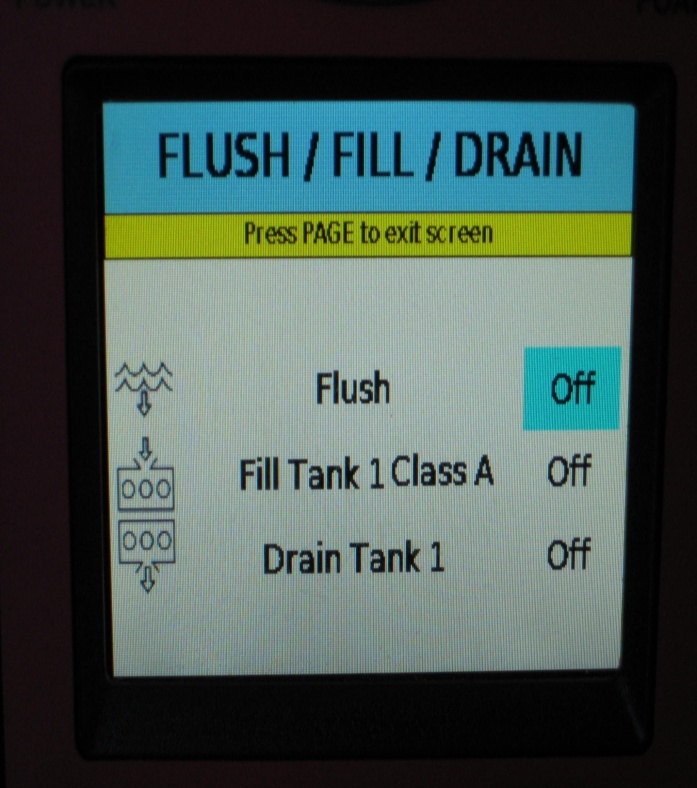 POWER
FLUSH / FILL / DRAIN
Press PAGE to exit screen
Flush Off
Fill Tank 1 Class A Off
Drain Tank 1 Off